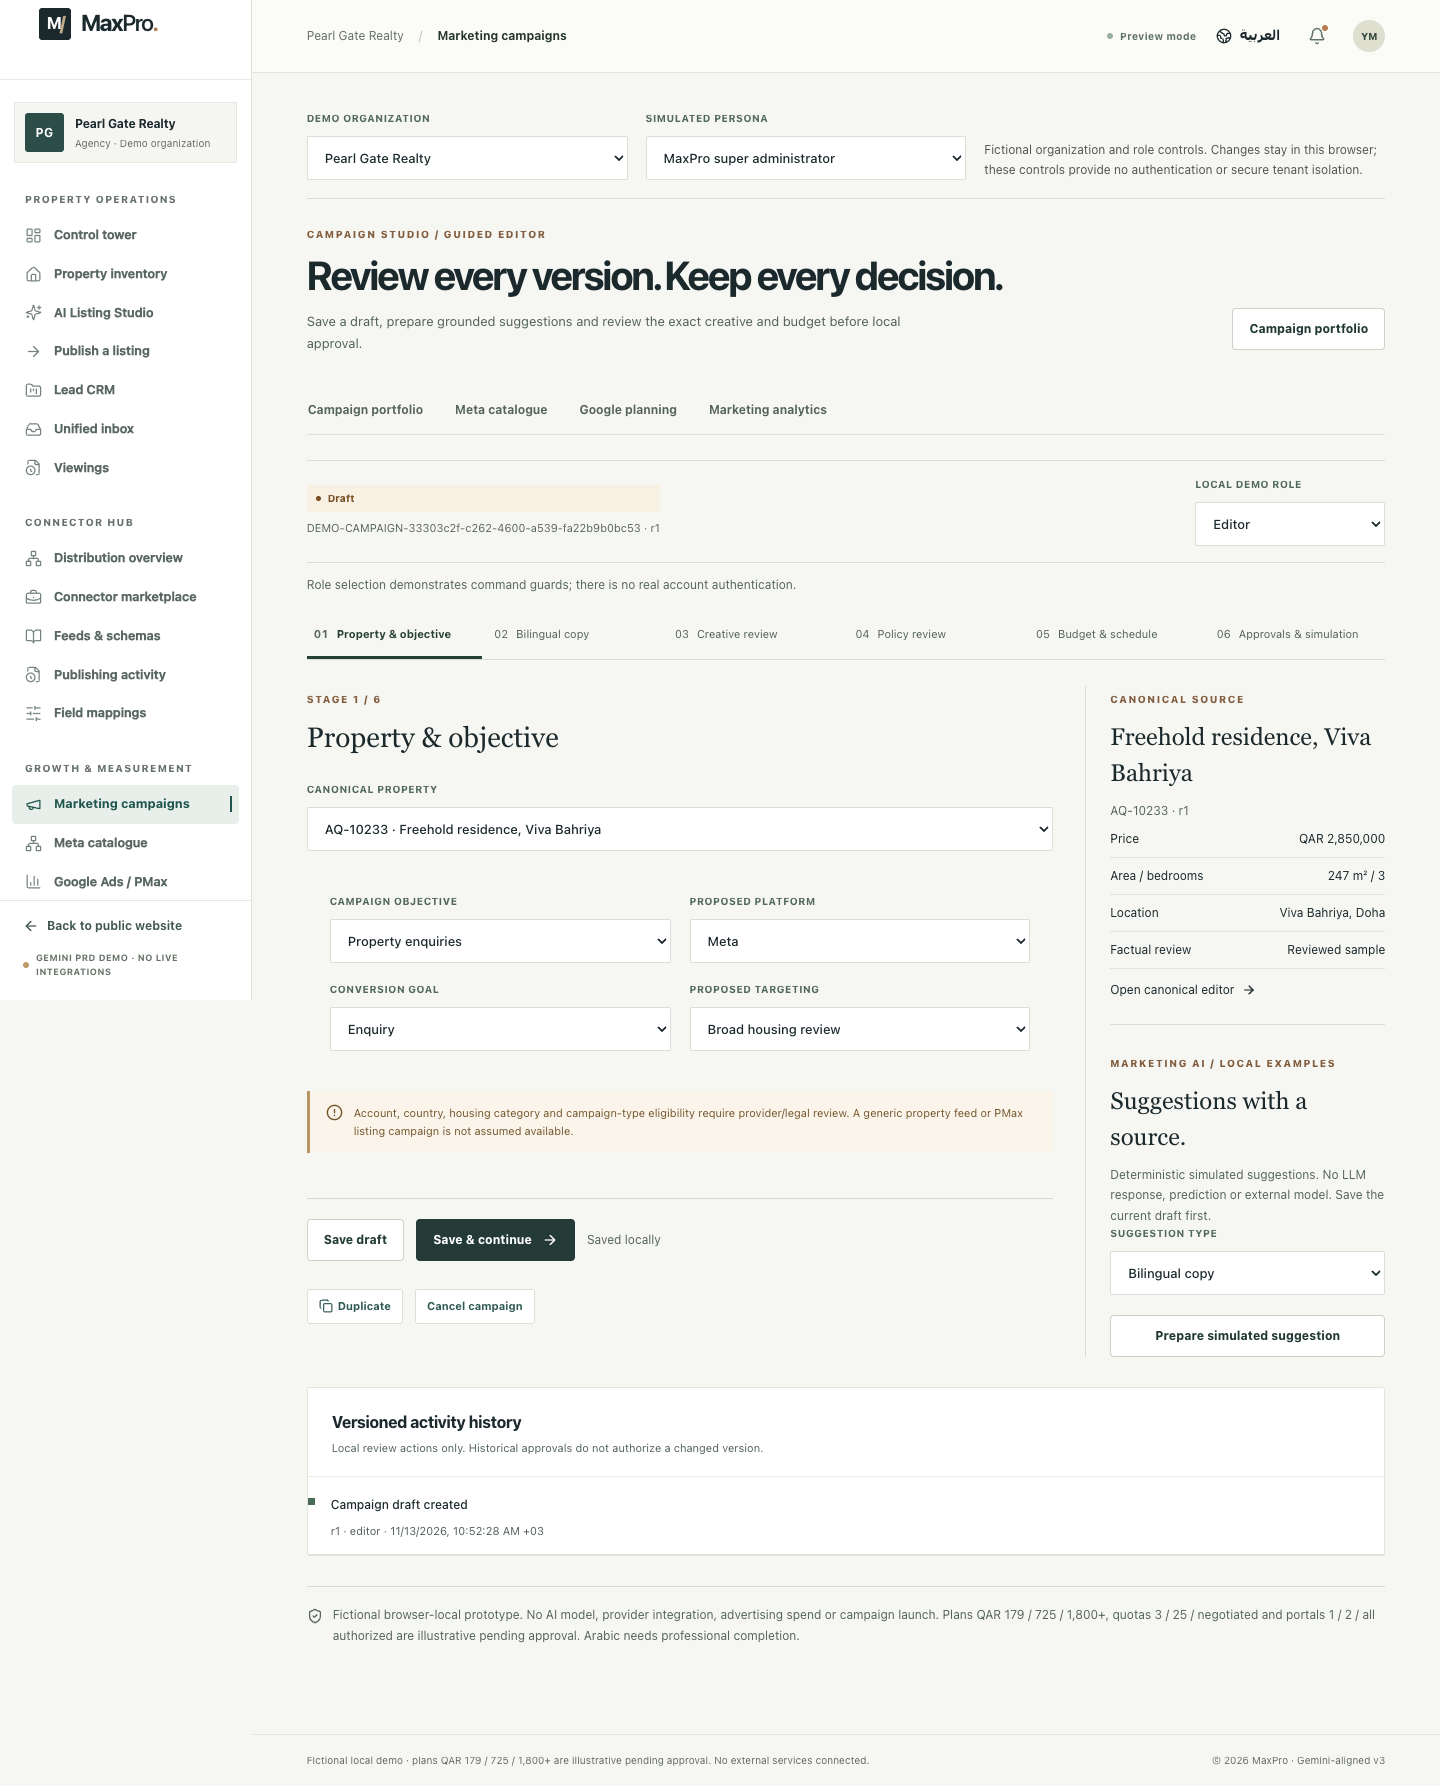 M/ MaxPro.
Pearl Gate Realty / Marketing campaigns
Preview mode
العربية
YM
PG
Pearl Gate Realty
Agency · Demo organization
PROPERTY OPERATIONS
Control tower
Property inventory
AI Listing Studio
Publish a listing
Lead CRM
Unified inbox
Viewings
CONNECTOR HUB
Distribution overview
Connector marketplace
Feeds & schemas
Publishing activity
Field mappings
GROWTH & MEASUREMENT
Marketing campaigns
Meta catalogue
Google Ads / PMax
Back to public website
GEMINI PRD DEMO · NO LIVE
INTEGRATIONS
DEMO ORGANIZATION
Pearl Gate Realty
SIMULATED PERSONA
MaxPro super administrator
Fictional organization and role controls. Changes stay in this browser;
these controls provide no authentication or secure tenant isolation.
CAMPAIGN STUDIO / GUIDED EDITOR
Review every version. Keep every decision.
Save a draft, prepare grounded suggestions and review the exact creative and budget before local
approval.
Campaign portfolio
Campaign portfolio
Meta catalogue
Google planning
Marketing analytics
Draft
DEMO-CAMPAIGN-33303c2f-c262-4600-a539-fa22b9b0bc53 · r1
LOCAL DEMO ROLE
Editor
Role selection demonstrates command guards; there is no real account authentication.
01 Property & objective
02 Bilingual copy
03 Creative review
04 Policy review
05 Budget & schedule
06 Approvals & simulation
STAGE 1 / 6
Property & objective
CANONICAL PROPERTY
AQ-10233 · Freehold residence, Viva Bahriya
CAMPAIGN OBJECTIVE
Property enquiries
PROPOSED PLATFORM
Meta
CONVERSION GOAL
Enquiry
PROPOSED TARGETING
Broad housing review
Account, country, housing category and campaign-type eligibility require provider/legal review. A generic property feed or PMax
listing campaign is not assumed available.
Save draft
Save & continue
Saved locally
Duplicate
Cancel campaign
CANONICAL SOURCE
Freehold residence, Viva
Bahriya
AQ-10233 · r1
Price QAR 2,850,000
Area / bedrooms 247 m² / 3
Location Viva Bahriya, Doha
Factual review Reviewed sample
Open canonical editor
MARKETING AI / LOCAL EXAMPLES
Suggestions with a
source.
Deterministic simulated suggestions. No LLM
response, prediction or external model. Save the
current draft first.
SUGGESTION TYPE
Bilingual copy
Prepare simulated suggestion
Versioned activity history
Local review actions only. Historical approvals do not authorize a changed version.
Campaign draft created
r1 · editor · 11/13/2026, 10:52:28 AM +03
Fictional browser-local prototype. No AI model, provider integration, advertising spend or campaign launch. Plans QAR 179 / 725 / 1,800+, quotas 3 / 25 / negotiated and portals 1 / 2 / all
authorized are illustrative pending approval. Arabic needs professional completion.
Fictional local demo · plans QAR 179 / 725 / 1,800+ are illustrative pending approval. No external services connected.
© 2026 MaxPro · Gemini-aligned v3